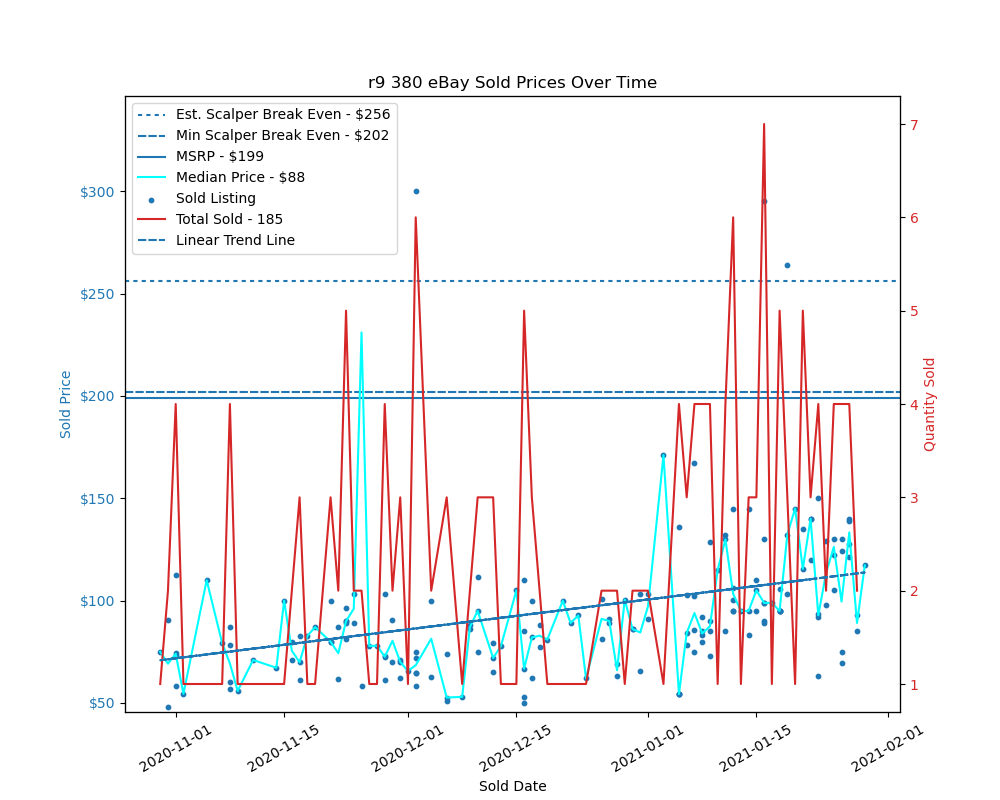 r9 380 eBay Sold Prices Over Time
Est. Scalper Break Even - $256
Min Scalper Break Even - $202
MSRP - $199
Median Price - $88
Sold Listing
Total Sold - 185
Linear Trend Line
Sold Price
$300
$250
$200
$150
$100
$50
7
6
5
4
3
2
1
Quantity Sold
2020-11-01
2020-11-15
2020-12-01
2020-12-15
2021-01-01
2021-01-15
2021-02-01
Sold Date